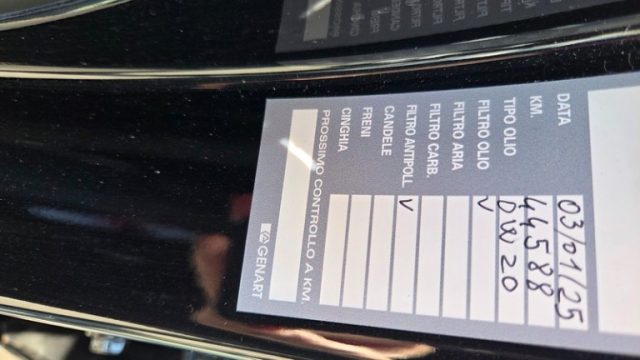 DATA 03/01/25
KM. 44588
TIPO OLIO 0W20
FILTRO OLIO V
FILTRO ARIA
FILTRO CARB.
FILTRO ANTIPOLL. V
CANDELE
FRENI
CINGHIA
PROSSIMO CONTROLLO A KM.
GENART